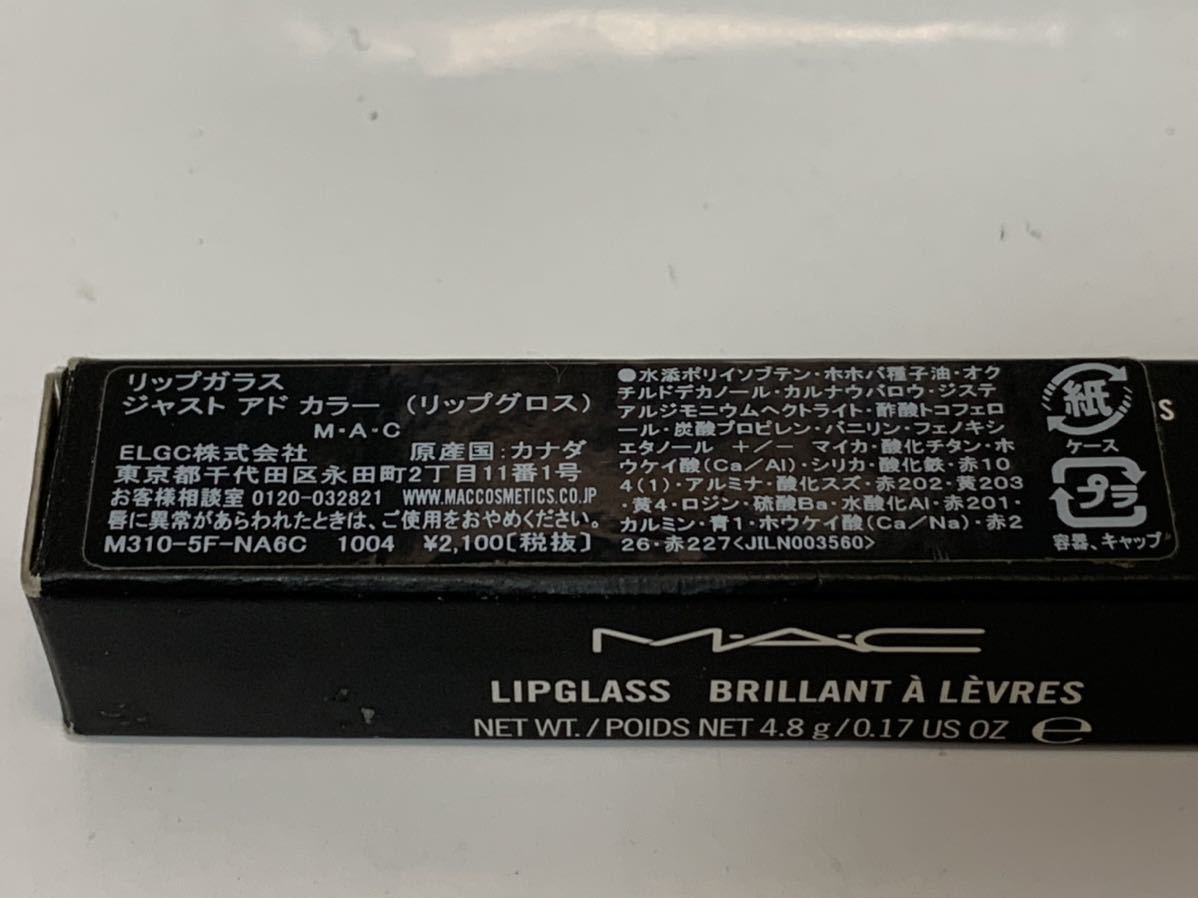 リップガラス
ジャスト アド カラー (リップグロス)
M・A・C
ELGC株式会社 原産国:カナダ
東京都千代田区永田町2丁目11番1号
お客様相談室 0120-032821 WWW.MACCOSMETICS.CO.JP
唇に異常があらわれたときは、ご使用をおやめください。
M310-5F-NA6C 1004 ¥2,100[税抜]
●水添ポリイソブテン・ホホバ種子油・オク
チルドデカノール・カルナウバロウ・ジステ
アルジモニウムヘクトライト・酢酸トコフェロ
ール・炭酸プロピレン・バニリン・フェノキシ
エタノール +/- マイカ・酸化チタン・ホ
ウケイ酸(Ca/Al)・シリカ・酸化鉄・赤10
4(1)・アルミナ・酸化スズ・赤202・黄203
・黄4・ロジン・硫酸Ba・水酸化Al・赤201・
カルミン・青1・ホウケイ酸(Ca/Na)・赤2
26・赤227<JILN003560>
紙
ケース
プラ
容器、キャップ
S
M·A·C
LIPGLASS BRILLANT À LÈVRES
NET WT./POIDS NET 4.8 g/0.17 US OZ e